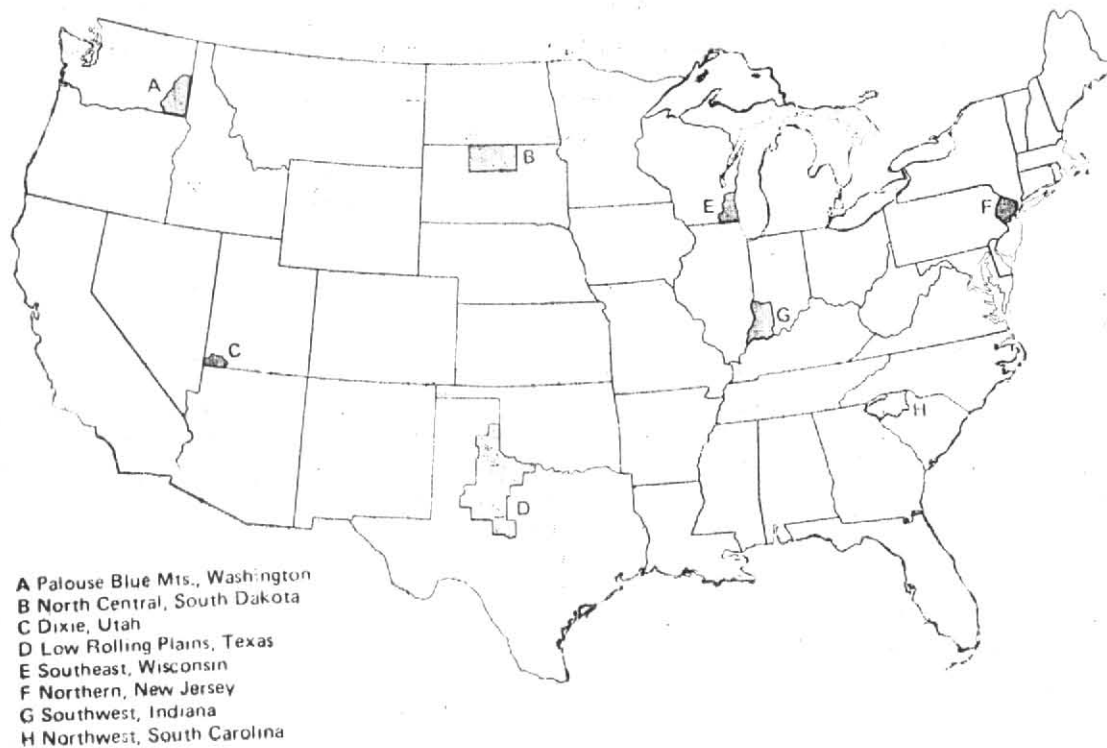 A
B
E
F
G
C
H
D
A Palouse Blue Mts., Washington
B North Central, South Dakota
C Dixie, Utah
D Low Rolling Plains, Texas
E Southeast, Wisconsin
F Northern, New Jersey
G Southwest, Indiana
H Northwest, South Carolina